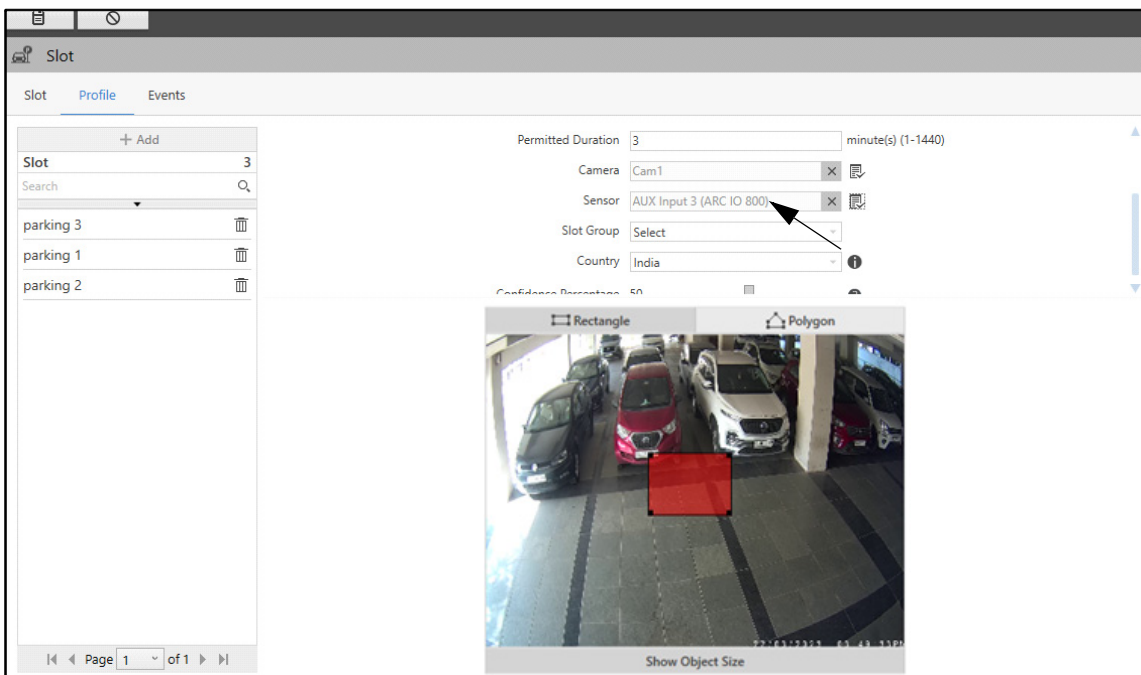 Slot
Slot Profile Events
+ Add
Slot 3
Search
parking 3
parking 1
parking 2
Page 1 of 1
Permitted Duration 3 minute(s) (1-1440)
Camera Cam1
Sensor AUX Input 3 (ARC IO 800)
Slot Group Select
Country India
Confidence Percentage 50
Rectangle Polygon
Show Object Size